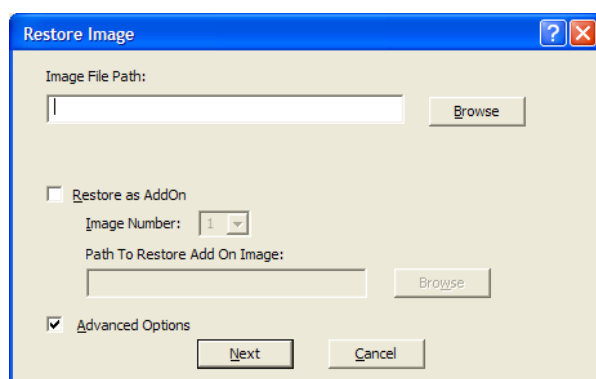 Restore Image
Image File Path:
Browse
Restore as AddOn
Image Number: 1
Path To Restore Add On Image:
Browse
Advanced Options
Next Cancel